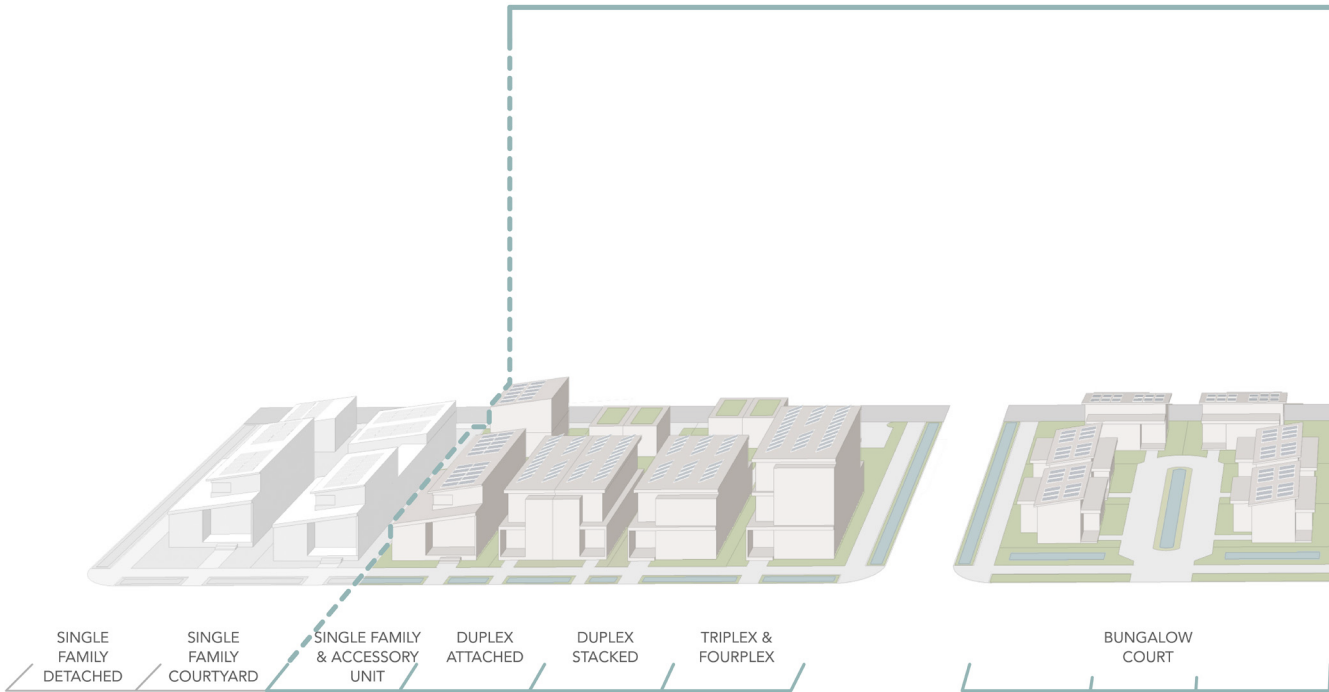 SINGLE
FAMILY
DETACHED
SINGLE
FAMILY
COURTYARD
SINGLE FAMILY
& ACCESSORY
UNIT
DUPLEX
ATTACHED
DUPLEX
STACKED
TRIPLEX &
FOURPLEX
BUNGALOW
COURT